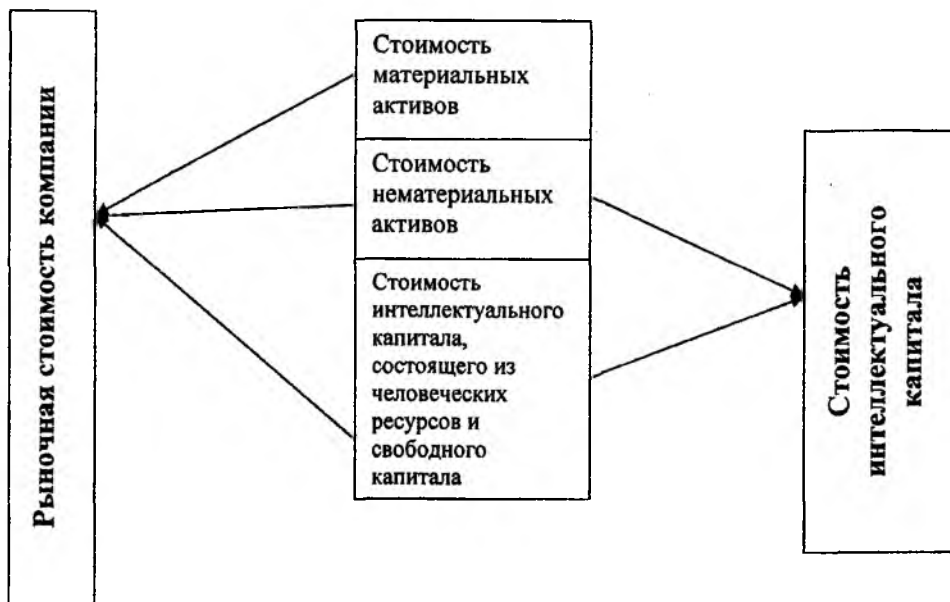 Рыночная стоимость компании
Стоимость
материальных
активов
Стоимость
нематериальных
активов
Стоимость
интеллектуального
капитала,
состоящего из
человеческих
ресурсов и
свободного
капитала
Стоимость
интеллектуального
капитала